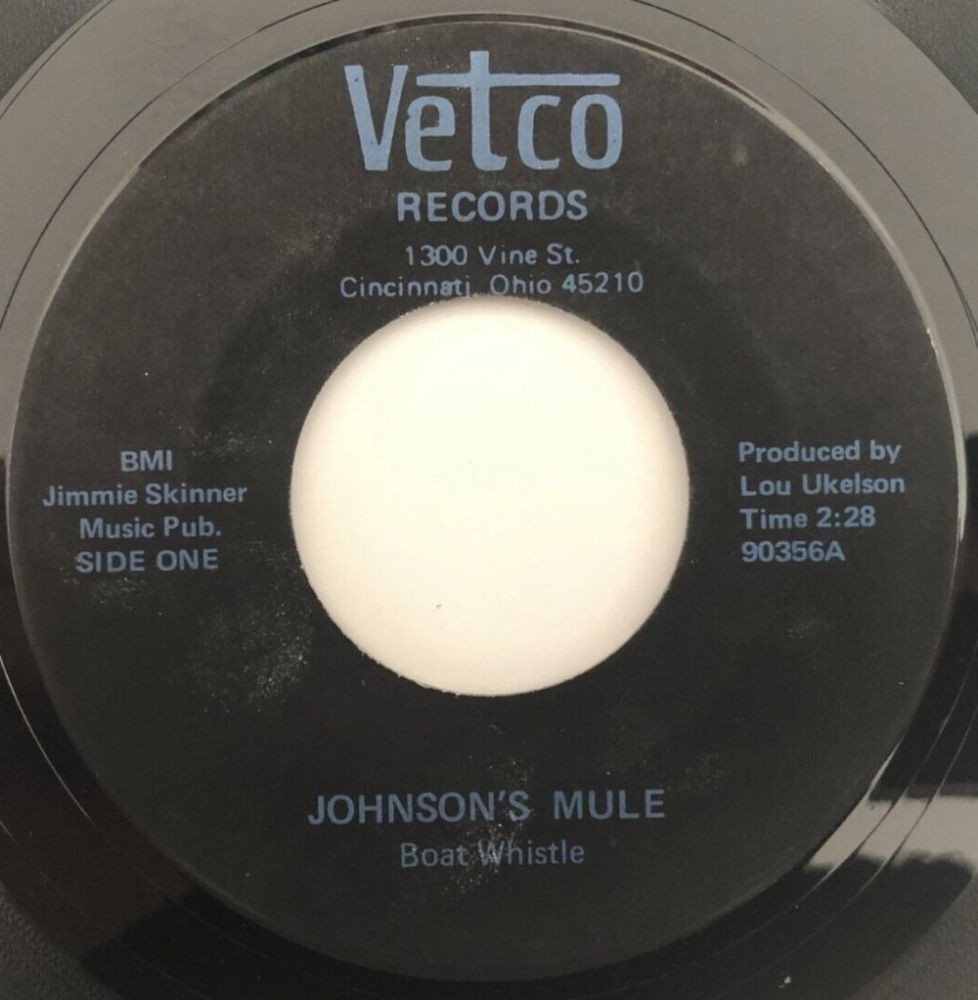 Vetco
RECORDS
1300 Vine St.
Cincinnati, Ohio 45210
BMI
Jimmie Skinner
Music Pub.
SIDE ONE
Produced by
Lou Ukelson
Time 2:28
90356A
JOHNSON'S MULE
Boat Whistle